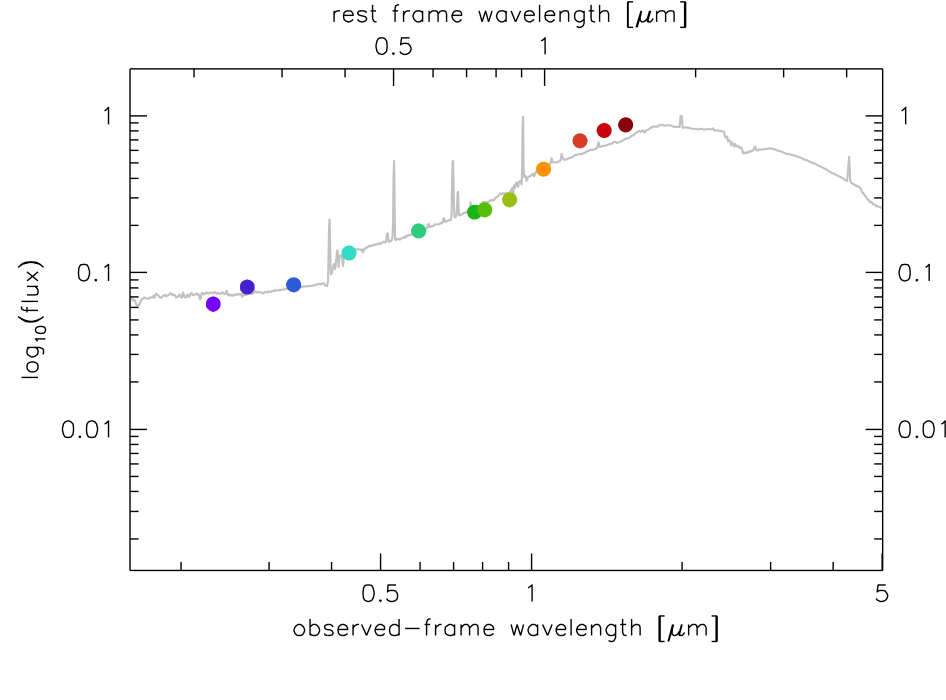 rest frame wavelength [μm]
0.5 1
1 1
0.1 0.1
0.01 0.01
log10(flux)
0.5 1 5
observed-frame wavelength [μm]